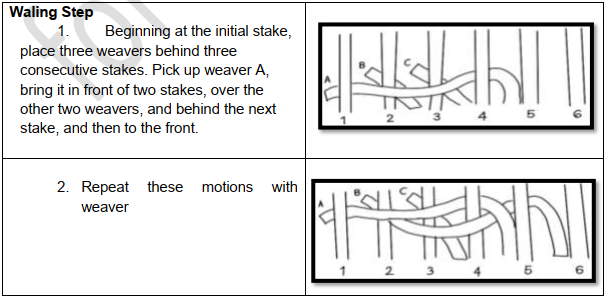 Waling Step
1. Beginning at the initial stake,
place three weavers behind three
consecutive stakes. Pick up weaver A,
bring it in front of two stakes, over the
other two weavers, and behind the next
stake, and then to the front.
A B C
1 2 3 4 5 6
2. Repeat these motions with
weaver
A B C
1 2 3 4 5 6